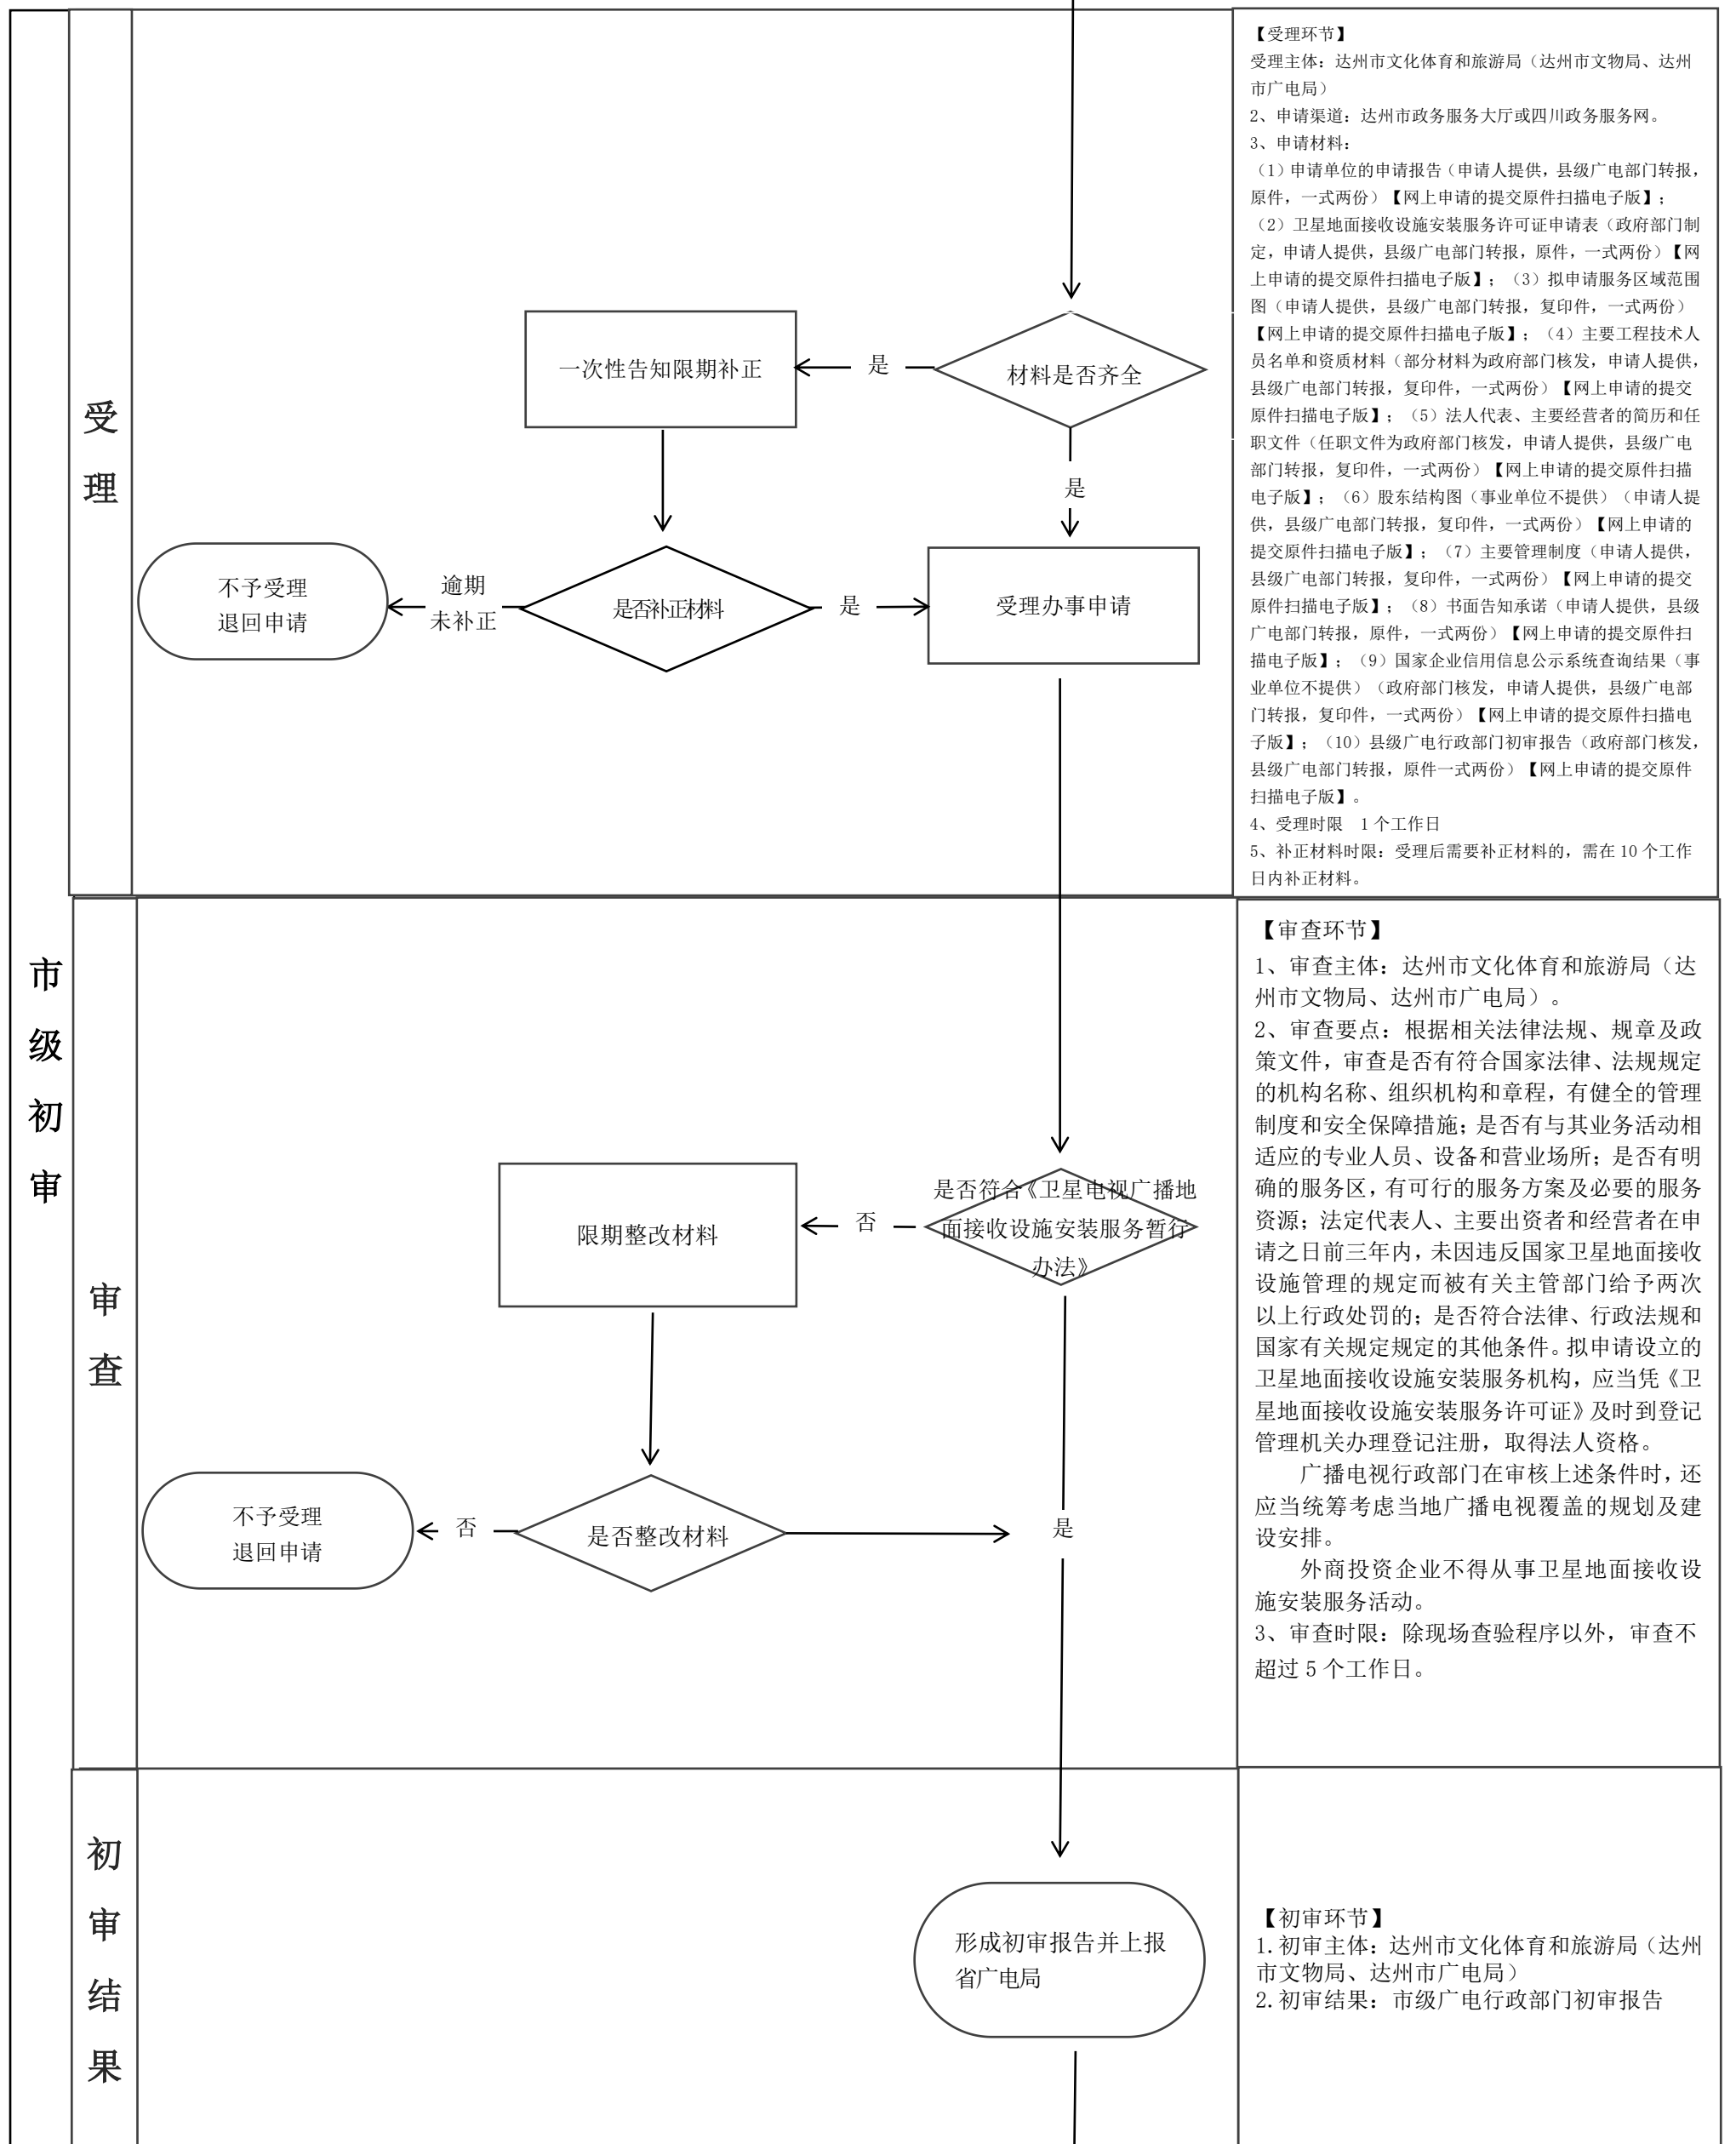 市
级
初
审
受
理
一次性告知限期补正
是
材料是否齐全
是
不予受理
退回申请
逾期
未补正
是否补正材料
是
受理办事申请
【受理环节】
受理主体：达州市文化体育和旅游局（达州市文物局、达州
市广电局）
2、申请渠道：达州市政务服务大厅或四川政务服务网。
3、申请材料：
（1）申请单位的申请报告（申请人提供，县级广电部门转报，
原件，一式两份）【网上申请的提交原件扫描电子版】；
（2）卫星地面接收设施安装服务许可证申请表（政府部门制
定，申请人提供，县级广电部门转报，原件，一式两份）【网
上申请的提交原件扫描电子版】；（3）拟申请服务区域范围
图（申请人提供，县级广电部门转报，复印件，一式两份）
【网上申请的提交原件扫描电子版】；（4）主要工程技术人
员名单和资质材料（部分材料为政府部门核发，申请人提供，
县级广电部门转报，复印件，一式两份）【网上申请的提交
原件扫描电子版】；（5）法人代表、主要经营者的简历和任
职文件（任职文件为政府部门核发，申请人提供，县级广电
部门转报，复印件，一式两份）【网上申请的提交原件扫描
电子版】；（6）股东结构图（事业单位不提供）（申请人提
供，县级广电部门转报，复印件，一式两份）【网上申请的
提交原件扫描电子版】；（7）主要管理制度（申请人提供，
县级广电部门转报，复印件，一式两份）【网上申请的提交
原件扫描电子版】；（8）书面告知承诺（申请人提供，县级
广电部门转报，原件，一式两份）【网上申请的提交原件扫
描电子版】；（9）国家企业信用信息公示系统查询结果（事
业单位不提供）（政府部门核发，申请人提供，县级广电部
门转报，复印件，一式两份）【网上申请的提交原件扫描电
子版】；（10）县级广电行政部门初审报告（政府部门核发，
县级广电部门转报，原件一式两份）【网上申请的提交原件
扫描电子版】。
4、受理时限 1个工作日
5、补正材料时限：受理后需要补正材料的，需在10个工作
日内补正材料。
审
查
限期整改材料
否
是否符合《卫星电视广播地
面接收设施安装服务暂行
办法》
不予受理
退回申请
否
是否整改材料
是
【审查环节】
1、审查主体：达州市文化体育和旅游局（达
州市文物局、达州市广电局）。
2、审查要点：根据相关法律法规、规章及政
策文件，审查是否有符合国家法律、法规规定
的机构名称、组织机构和章程，有健全的管理
制度和安全保障措施；是否有与其业务活动相
适应的专业人员、设备和营业场所；是否有明
确的服务区，有可行的服务方案及必要的服务
资源；法定代表人、主要出资者和经营者在申
请之日前三年内，未因违反国家卫星地面接收
设施管理的规定而被有关主管部门给予两次
以上行政处罚的；是否符合法律、行政法规和
国家有关规定规定的其他条件。拟申请设立的
卫星地面接收设施安装服务机构，应当凭《卫
星地面接收设施安装服务许可证》及时到登记
管理机关办理登记注册，取得法人资格。
广播电视行政部门在审核上述条件时，还
应当统筹考虑当地广播电视覆盖的规划及建
设安排。
外商投资企业不得从事卫星地面接收设
施安装服务活动。
3、审查时限：除现场查验程序以外，审查不
超过5个工作日。
初
审
结
果
形成初审报告并上报
省广电局
【初审环节】
1.初审主体：达州市文化体育和旅游局（达州
市文物局、达州市广电局）
2.初审结果：市级广电行政部门初审报告